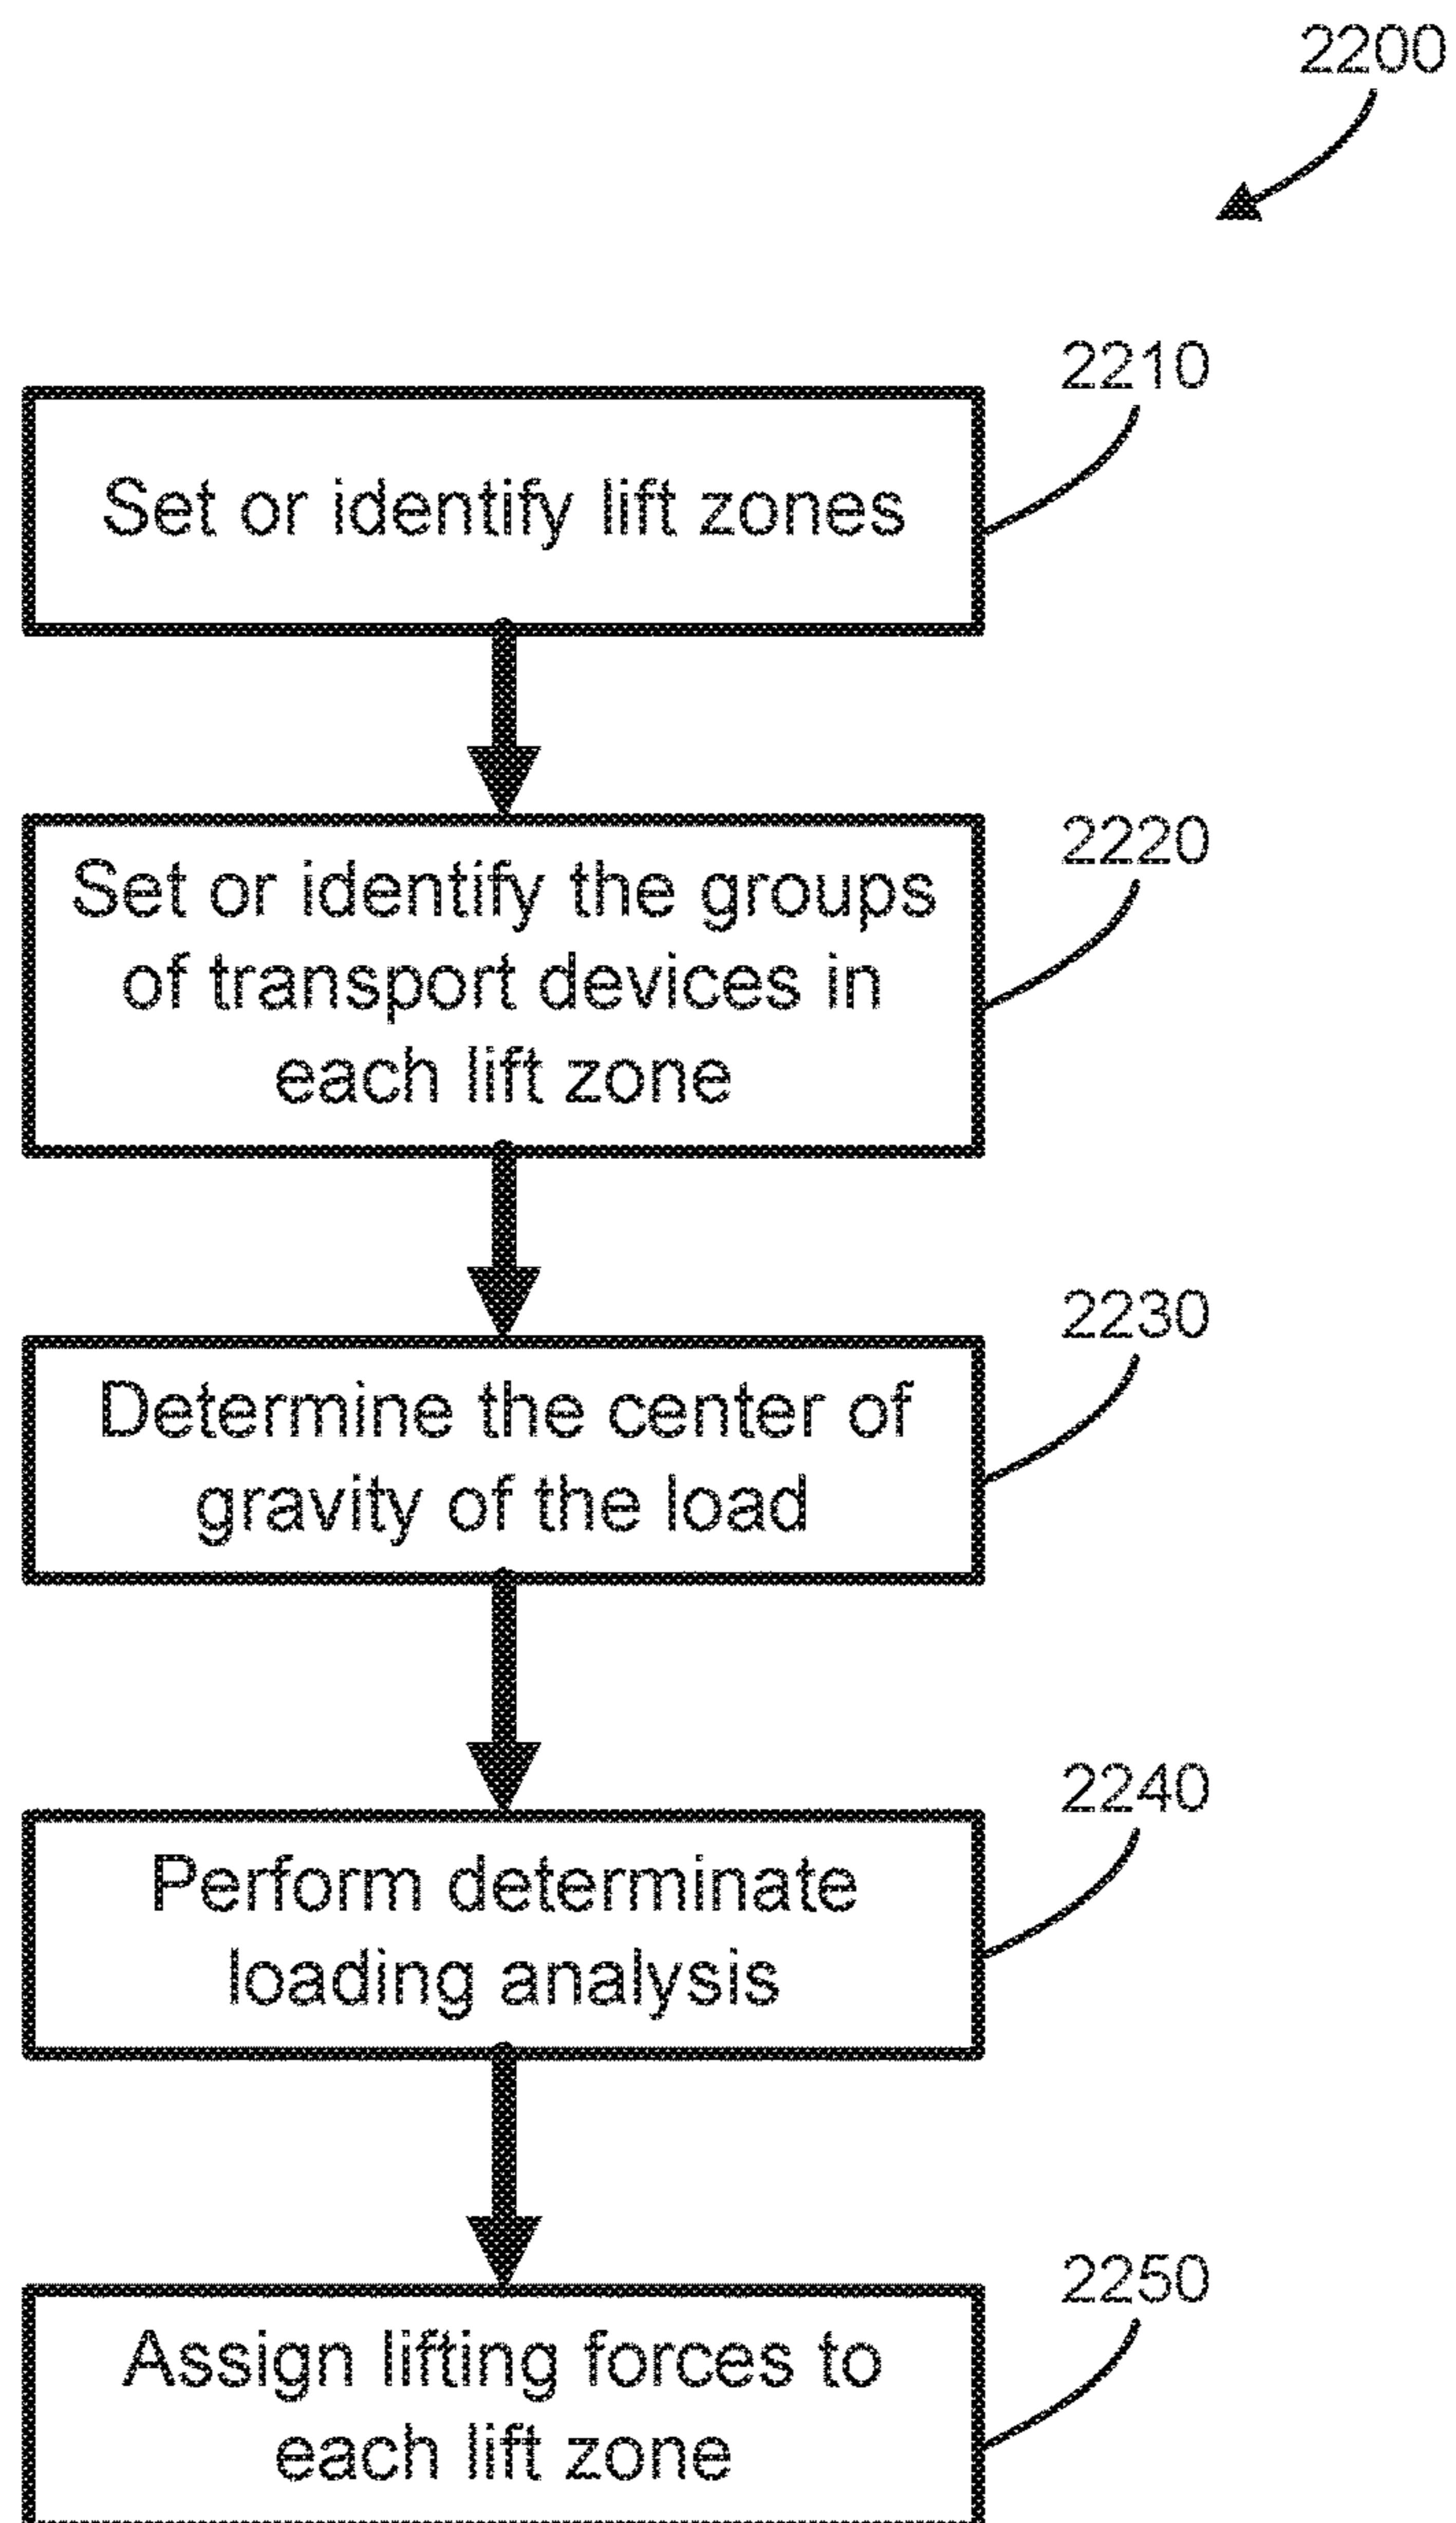 2200
2210
Set or identify lift zones
2220
Set or identify the groups
of transport devices in
each lift zone
2230
Determine the center of
gravity of the load
2240
Perform determinate
loading analysis
2250
Assign lifting forces to
each lift zone